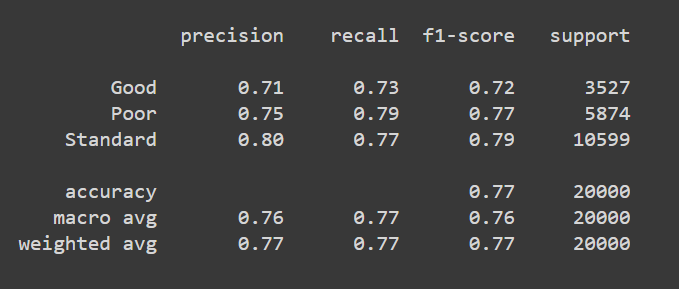 precision recall f1-score support
Good 0.71 0.73 0.72 3527
Poor 0.75 0.79 0.77 5874
Standard 0.80 0.77 0.79 10599
accuracy 0.77 20000
macro avg 0.76 0.77 0.76 20000
weighted avg 0.77 0.77 0.77 20000